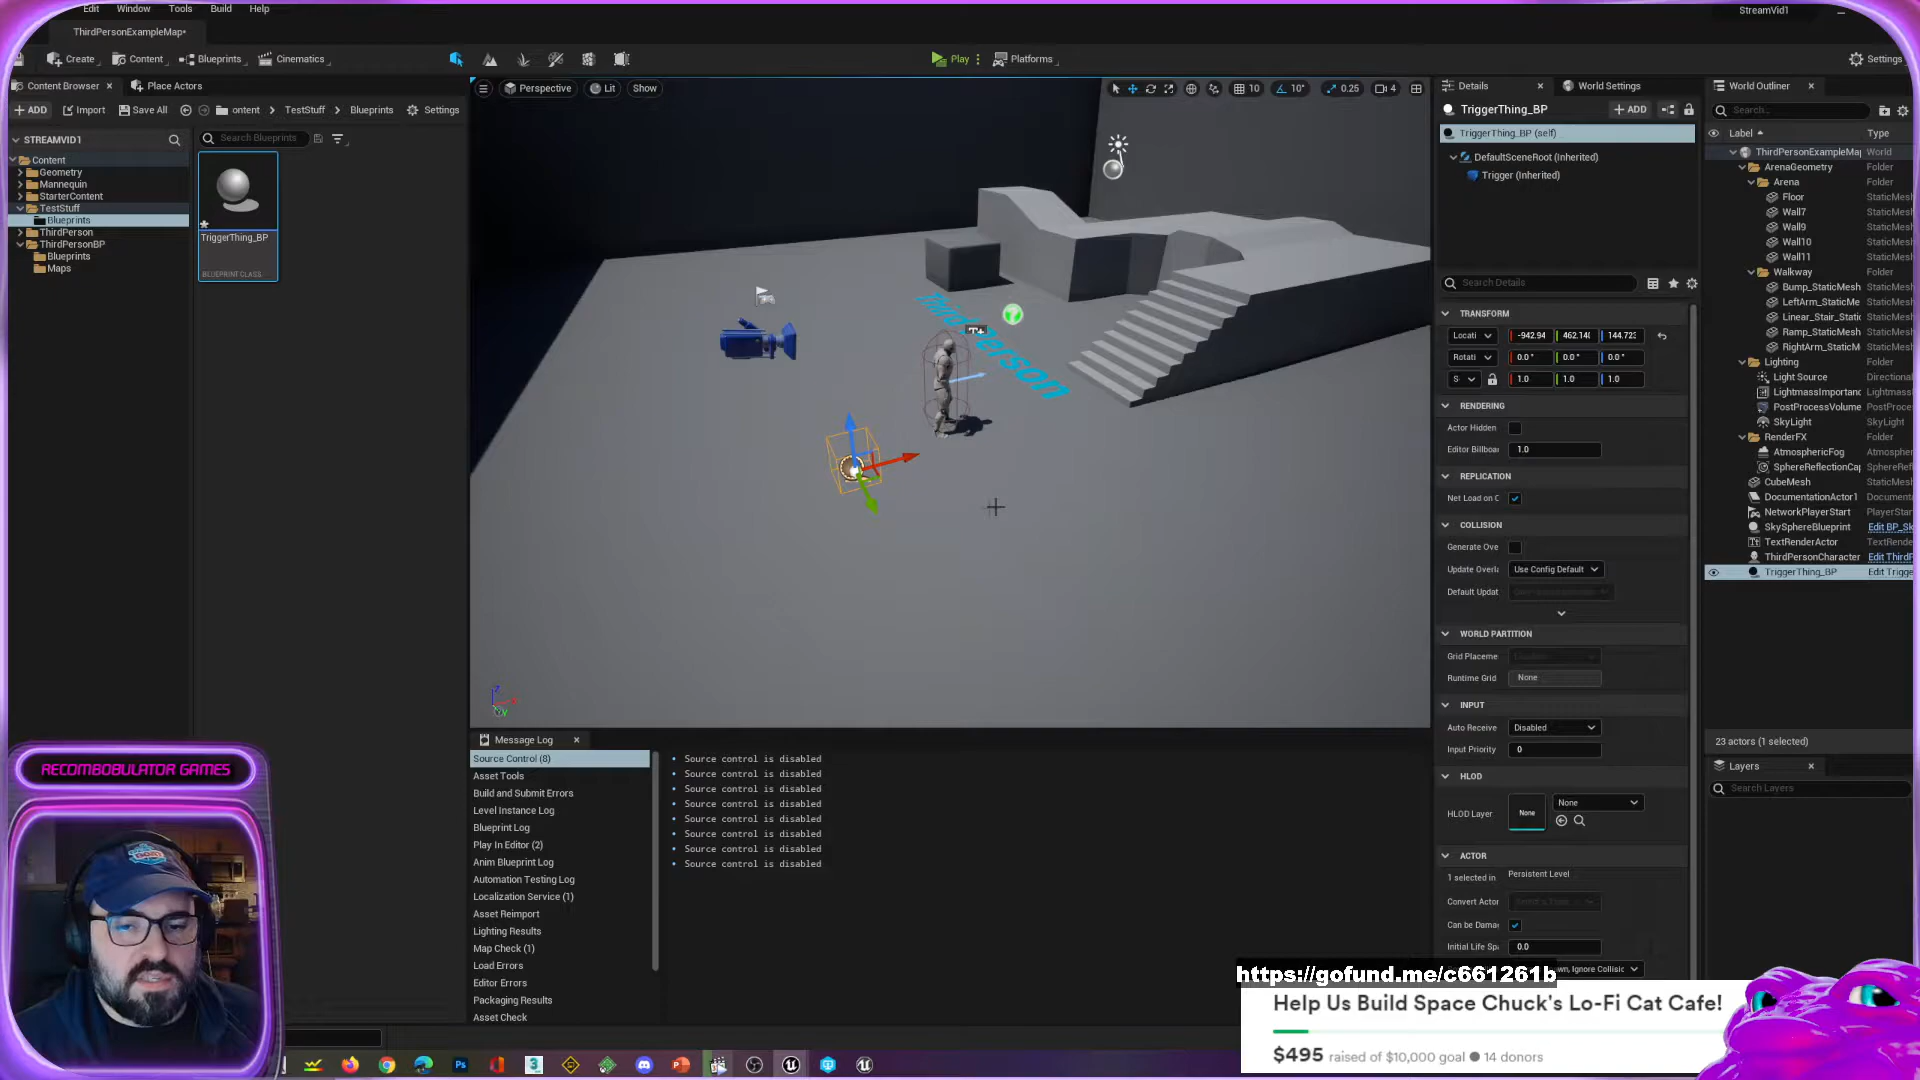 Edit Window Tools Build Help StreamVid1
ThirdPersonExampleMap*
Create Content Blueprints Cinematics Play Platforms Settings
Content Browser Place Actors
ADD Import Save All ontent TestStuff Blueprints Settings
STREAMVID1
Search Blueprints
Content
Geometry
Mannequin
StarterContent
TestStuff
Blueprints
ThirdPerson
ThirdPersonBP
Blueprints
Maps
TriggerThing_BP
BLUEPRINT CLASS
Perspective Lit Show
10 10° 0.25 4
ThirdPerson
Details World Settings
TriggerThing_BP ADD
TriggerThing_BP (self)
DefaultSceneRoot (Inherited)
Trigger (Inherited)
Search Details
TRANSFORM
Locati -942.94 462.14 144.72
Rotati 0.0° 0.0° 0.0°
S 1.0 1.0 1.0
RENDERING
Actor Hidden
Editor Billboa 1.0
REPLICATION
Net Load on C
COLLISION
Generate Ove
Update Overla Use Config Default
Default Updat
WORLD PARTITION
Grid Placeme
Runtime Grid None
INPUT
Auto Receive Disabled
Input Priority 0
HLOD
HLOD Layer None None
ACTOR
1 selected in Persistent Level
Convert Actor
Can be Damag
Initial Life Sp 0.0
wn, Ignore Collisic
World Outliner
Search...
Label Type
ThirdPersonExampleMap World
ArenaGeometry Folder
Arena Folder
Floor StaticMesh
Wall7 StaticMesh
Wall9 StaticMesh
Wall10 StaticMesh
Wall11 StaticMesh
Walkway Folder
Bump_StaticMesh StaticMesh
LeftArm_StaticMe StaticMesh
Linear_Stair_Static StaticMesh
Ramp_StaticMesh StaticMesh
RightArm_StaticM StaticMesh
Lighting Folder
Light Source Directional
LightmassImportanc Lightmass
PostProcessVolume PostProce
SkyLight SkyLight
RenderFX Folder
AtmosphericFog Atmospher
SphereReflectionCap SphereRefl
CubeMesh StaticMesh
DocumentationActor1 Documenta
NetworkPlayerStart PlayerStar
SkySphereBlueprint Edit BP_Sk
TextRenderActor TextRende
ThirdPersonCharacter Edit ThirdP
TriggerThing_BP Edit Trigge
23 actors (1 selected)
Layers
Search Layers
Message Log
Source Control (8)
Asset Tools
Build and Submit Errors
Level Instance Log
Blueprint Log
Play In Editor (2)
Anim Blueprint Log
Automation Testing Log
Localization Service (1)
Asset Reimport
Lighting Results
Map Check (1)
Load Errors
Editor Errors
Packaging Results
Asset Check
Source control is disabled
Source control is disabled
Source control is disabled
Source control is disabled
Source control is disabled
Source control is disabled
Source control is disabled
Source control is disabled
RECOMBOBULATOR GAMES
https://gofund.me/c661261b
Help Us Build Space Chuck's Lo-Fi Cat Cafe!
$495 raised of $10,000 goal 14 donors